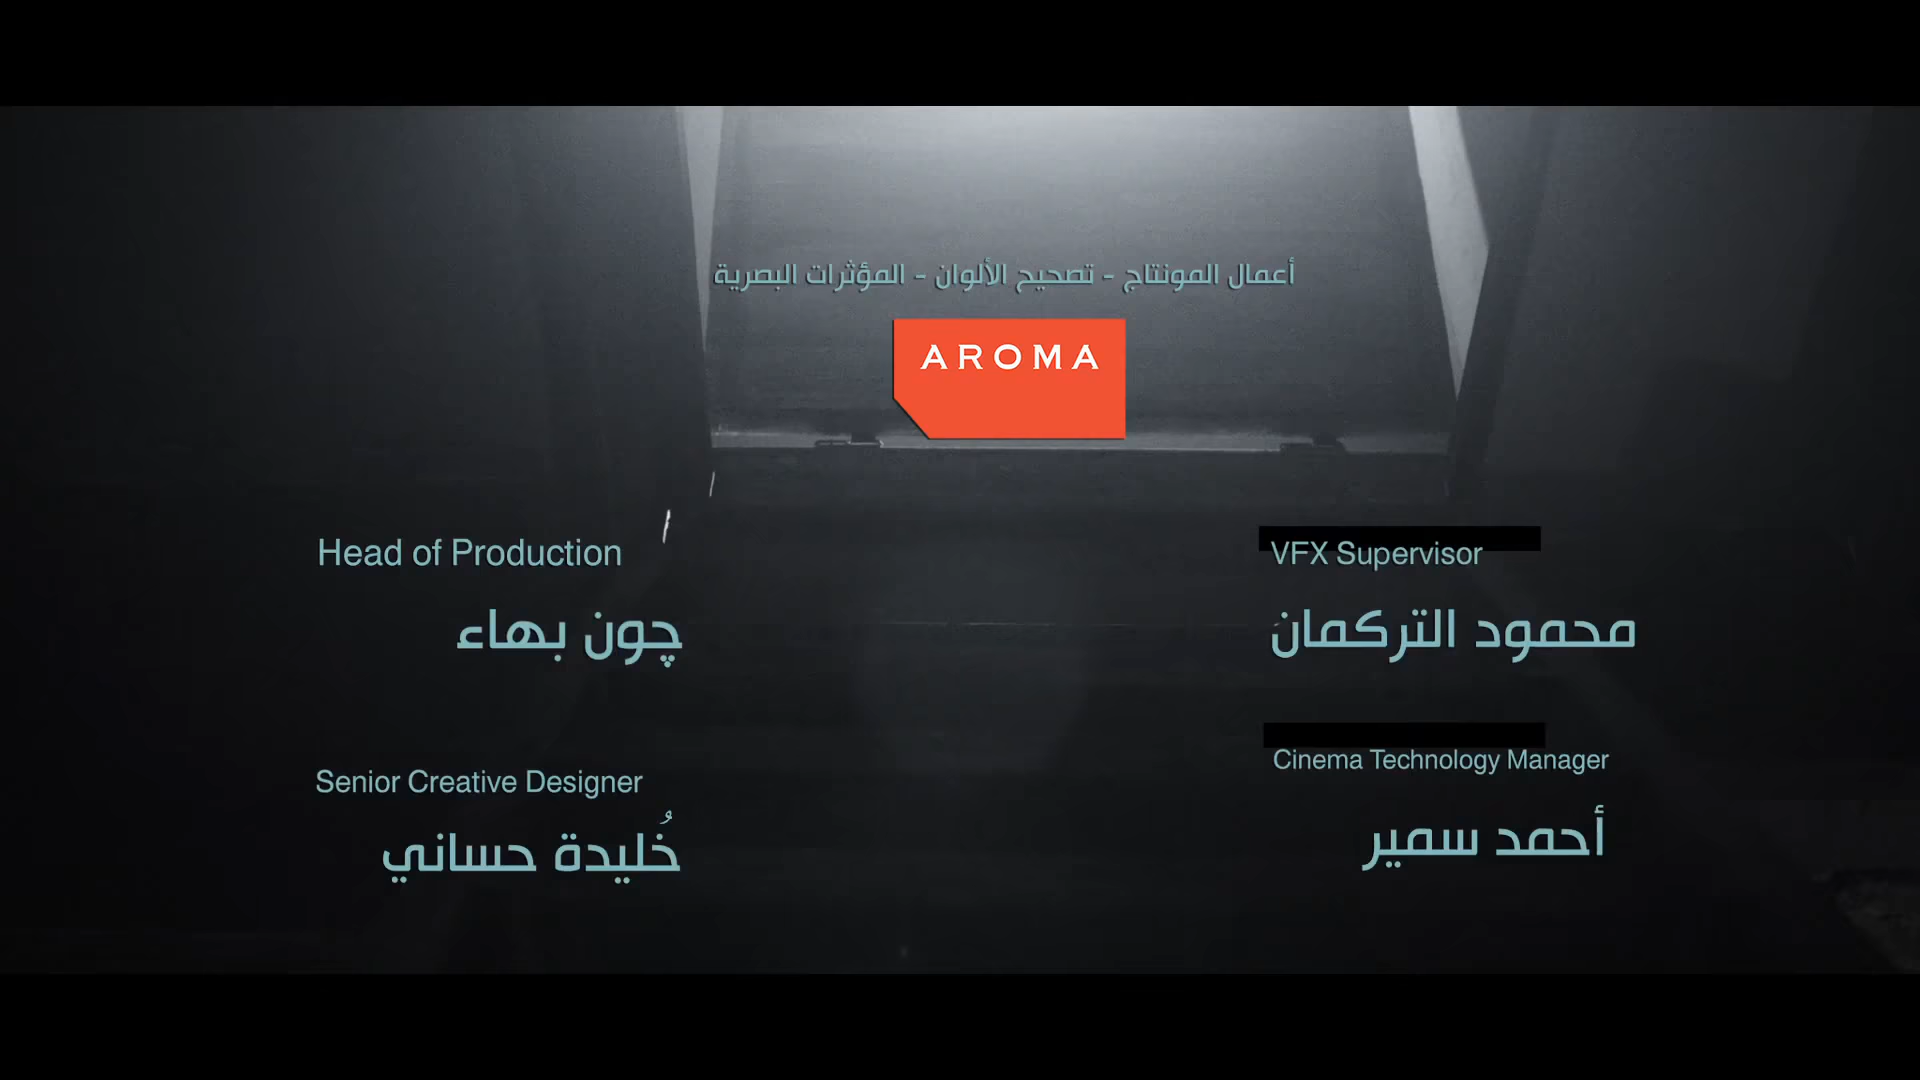 أعمال المونتاج - تصحيح الألوان - المؤثرات البصرية
AROMA
Head of Production
چون بهاء
VFX Supervisor
محمود التركمان
Senior Creative Designer
خُليدة حساني
Cinema Technology Manager
أحمد سمير